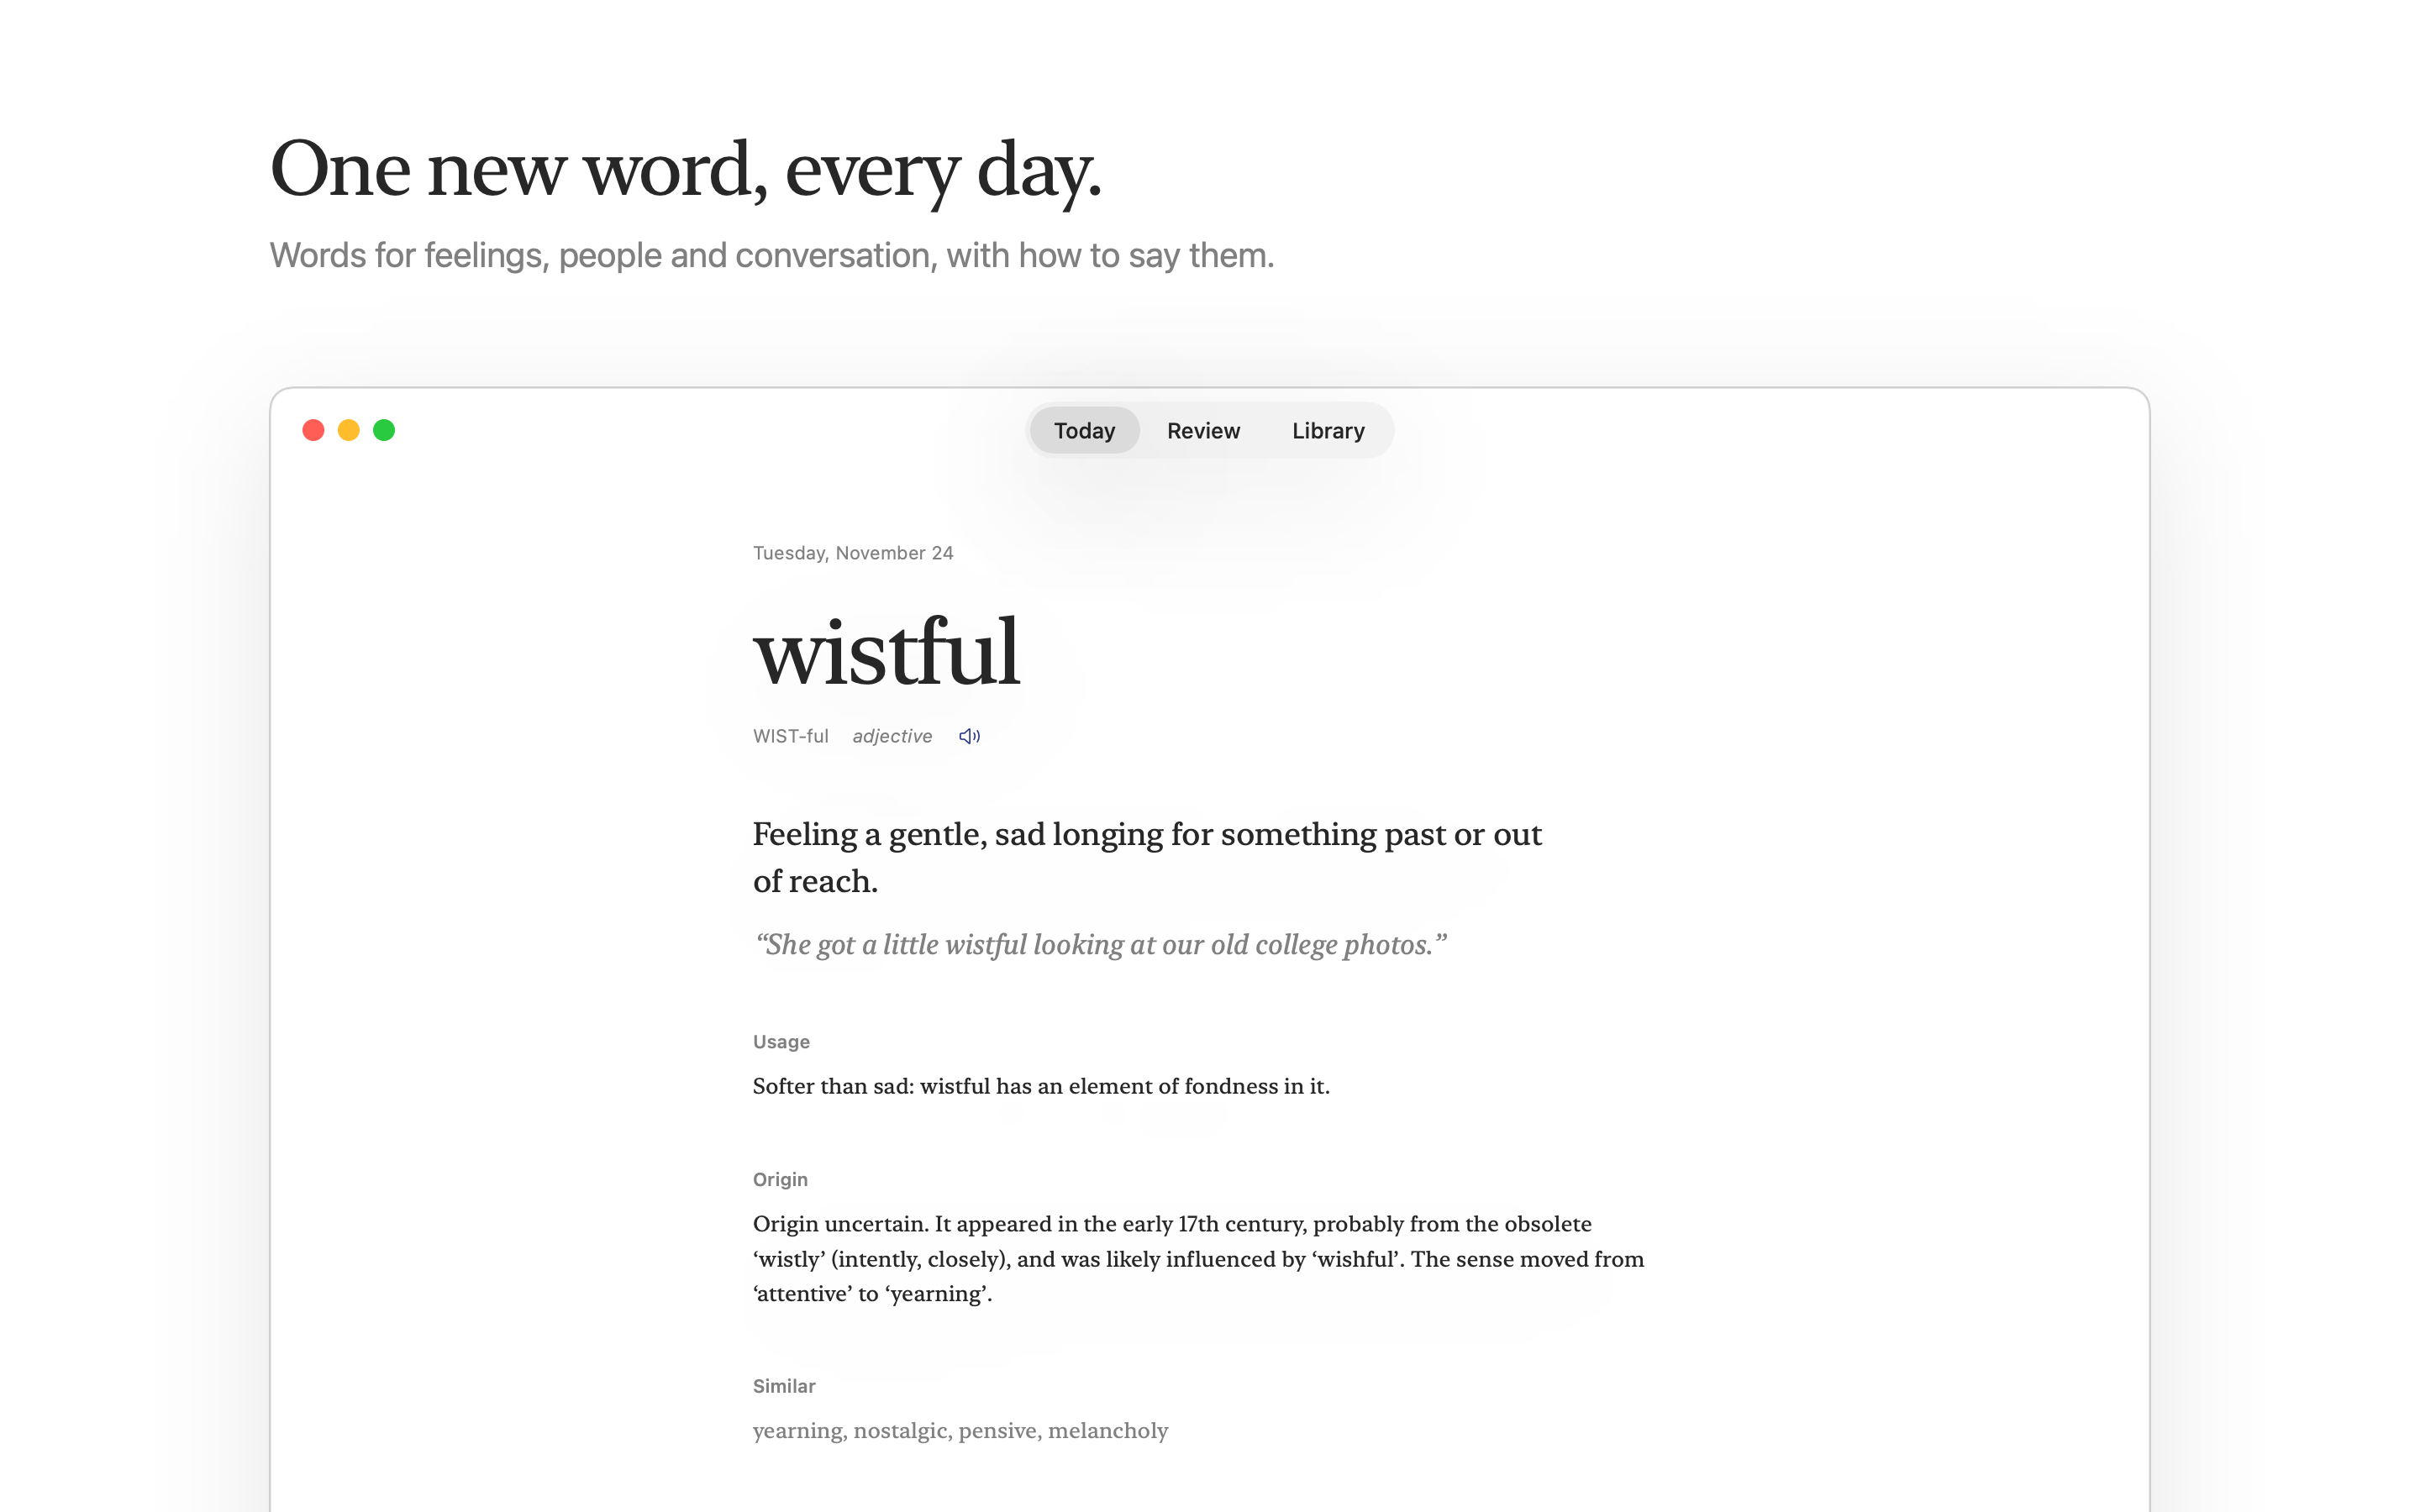 One new word, every day.
Words for feelings, people and conversation, with how to say them.
Today Review Library
Tuesday, November 24
wistful
WIST-ful adjective
Feeling a gentle, sad longing for something past or out
of reach.
“She got a little wistful looking at our old college photos.”
Usage
Softer than sad: wistful has an element of fondness in it.
Origin
Origin uncertain. It appeared in the early 17th century, probably from the obsolete
‘wistly’ (intently, closely), and was likely influenced by ‘wishful’. The sense moved from
‘attentive’ to ‘yearning’.
Similar
yearning, nostalgic, pensive, melancholy